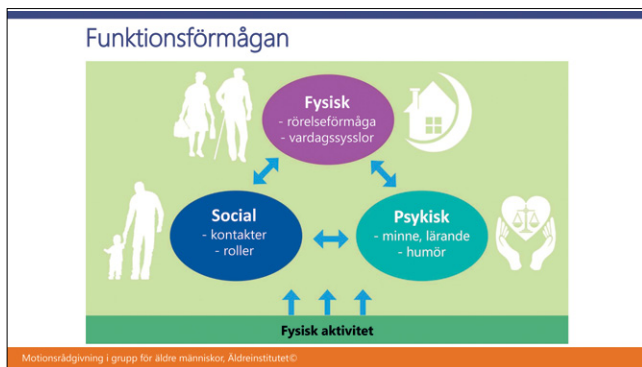 Funktionsförmågan
Fysisk
- rörelseförmåga
- vardagssysslor
Social
- kontakter
- roller
Psykisk
- minne, lärande
- humör
Fysisk aktivitet
Motionsrådgivning i grupp för äldre människor, Äldreinstitutet©